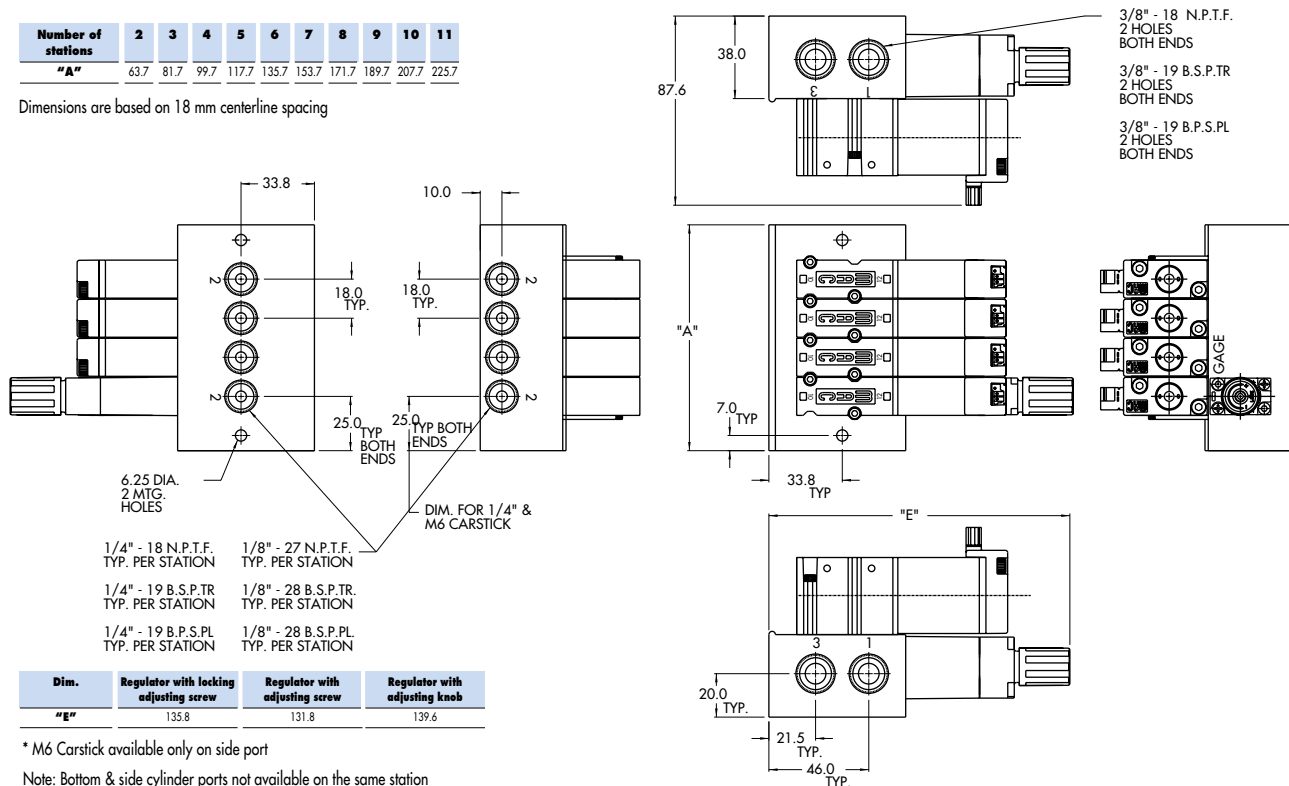 Number of stations 2 3 4 5 6 7 8 9 10 11
"A" 63.7 81.7 99.7 117.7 135.7 153.7 171.7 189.7 207.7 225.7
Dimensions are based on 18 mm centerline spacing
38.0
87.6
3 1
3/8" - 18 N.P.T.F.
2 HOLES
BOTH ENDS
3/8" - 19 B.S.P.TR
2 HOLES
BOTH ENDS
3/8" - 19 B.P.S.PL
2 HOLES
BOTH ENDS
33.8
2
18.0
TYP.
2
25.0
TYP
BOTH
ENDS
6.25 DIA.
2 MTG.
HOLES
10.0
2
18.0
TYP.
2
25.0
TYP BOTH
ENDS
DIM. FOR 1/4" &
M6 CARSTICK
1/4" - 18 N.P.T.F.
TYP. PER STATION
1/8" - 27 N.P.T.F.
TYP. PER STATION
1/4" - 19 B.S.P.TR
TYP. PER STATION
1/8" - 28 B.S.P.TR.
TYP. PER STATION
1/4" - 19 B.P.S.PL
TYP. PER STATION
1/8" - 28 B.S.P.PL.
TYP. PER STATION
"A"
7.0
TYP
33.8
TYP
GAGE
"E"
3 1
20.0
TYP.
21.5
TYP.
46.0
TYP.
Dim. Regulator with locking adjusting screw Regulator with adjusting screw Regulator with adjusting knob
"E" 135.8 131.8 139.6
* M6 Carstick available only on side port
Note: Bottom & side cylinder ports not available on the same station